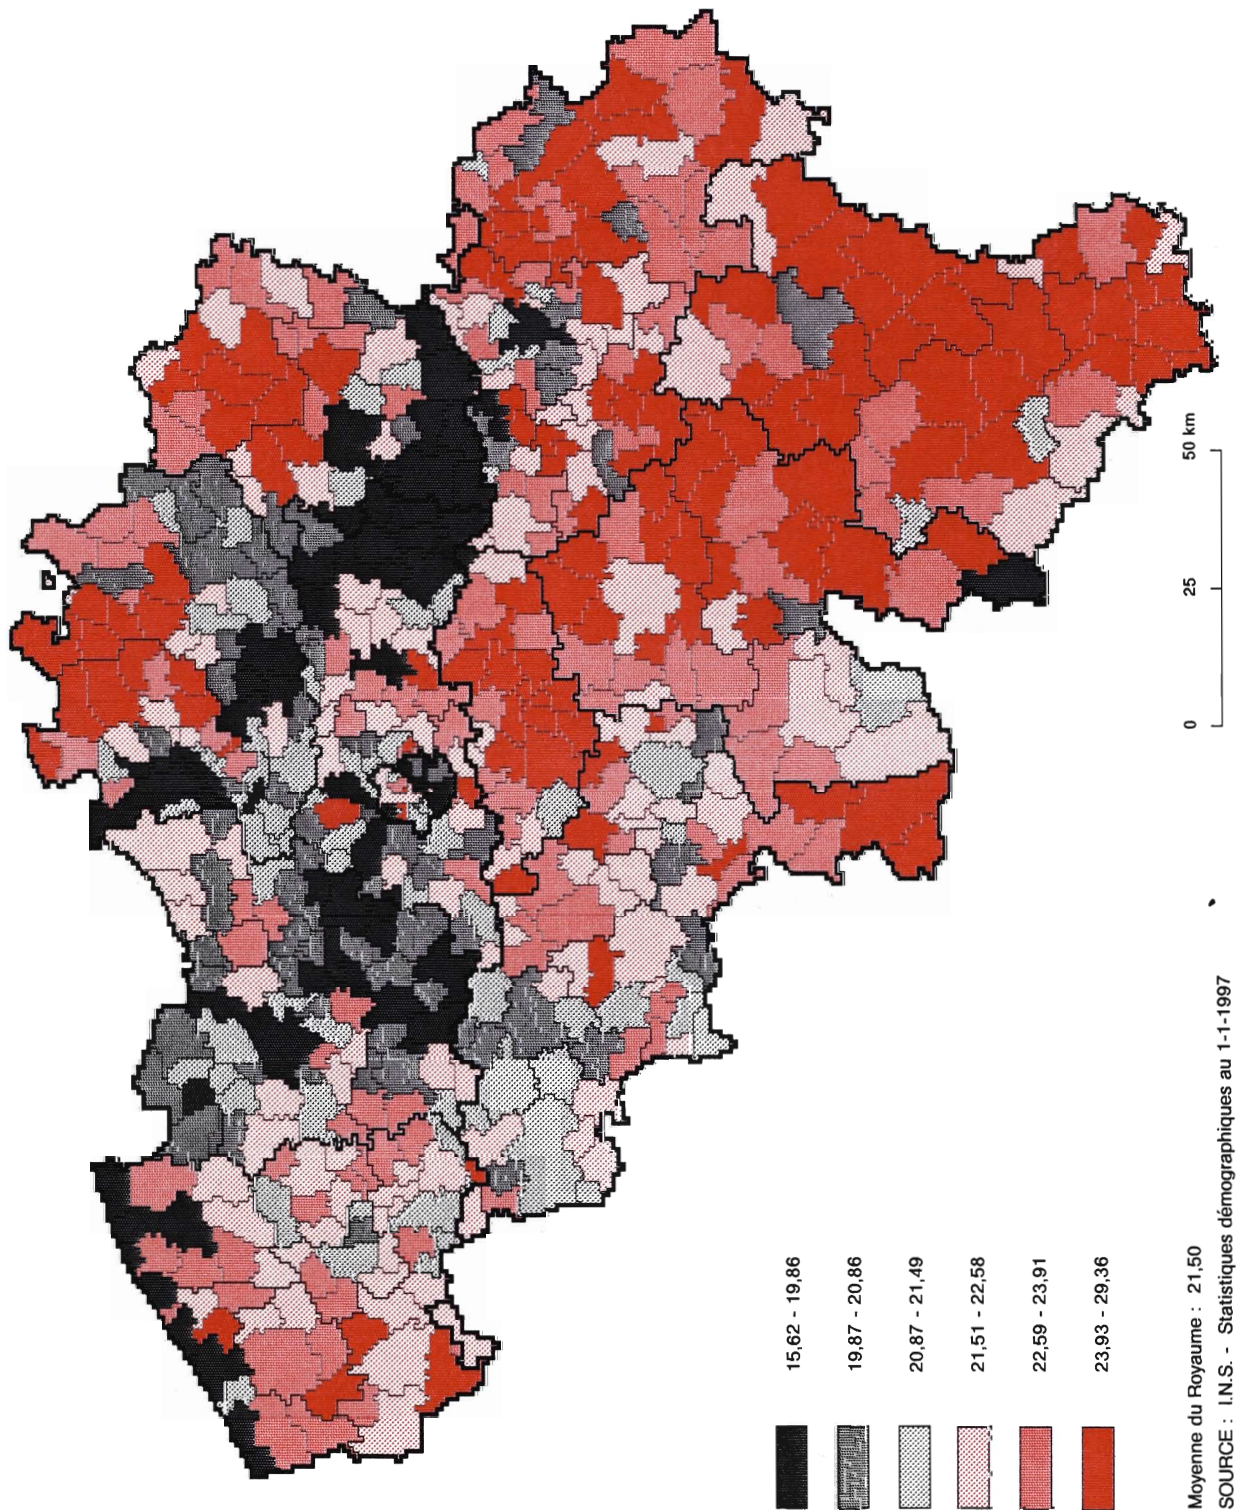 15,62 - 19,86
19,87 - 20,86
20,87 - 21,49
21,51 - 22,58
22,59 - 23,91
23,93 - 29,36
0 25 50 km
Moyenne du Royaume : 21,50
SOURCE : I.N.S. - Statistiques démographiques au 1-1-1997